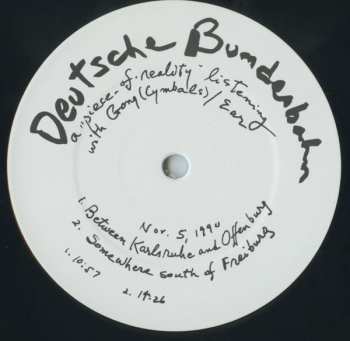 Deutsche Bundesbahn
a "piece-of-reality" listening
with Gong (Cymbals) / Ear
Nov. 5, 1990
1. Between Karlsruhe and Offenburg
2. Somewhere south of Freiburg
1. 10:57
2. 14:26